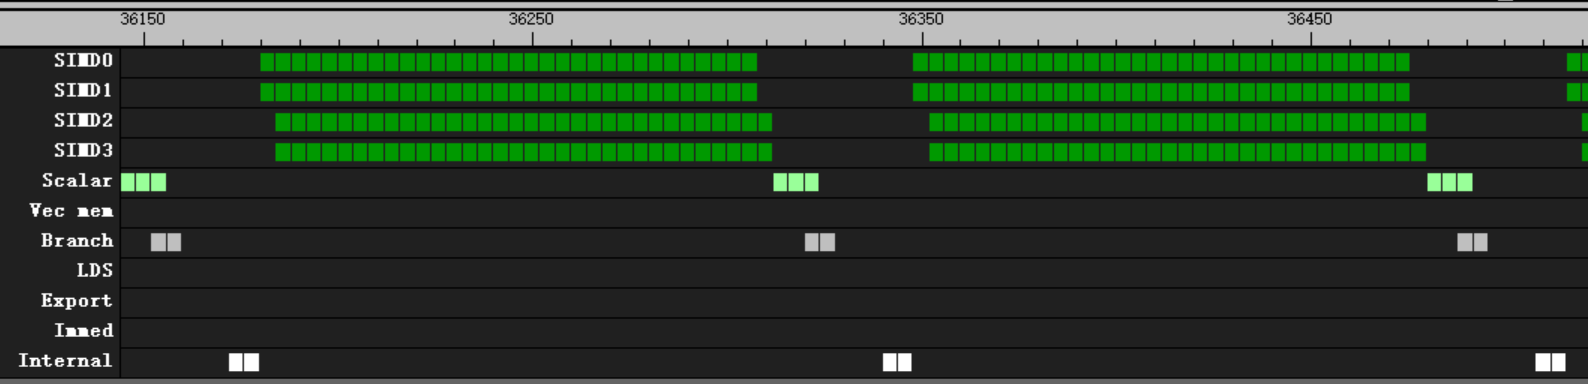 36150 36250 36350 36450
SIMD0
SIMD1
SIMD2
SIMD3
Scalar
Vec mem
Branch
LDS
Export
Immed
Internal